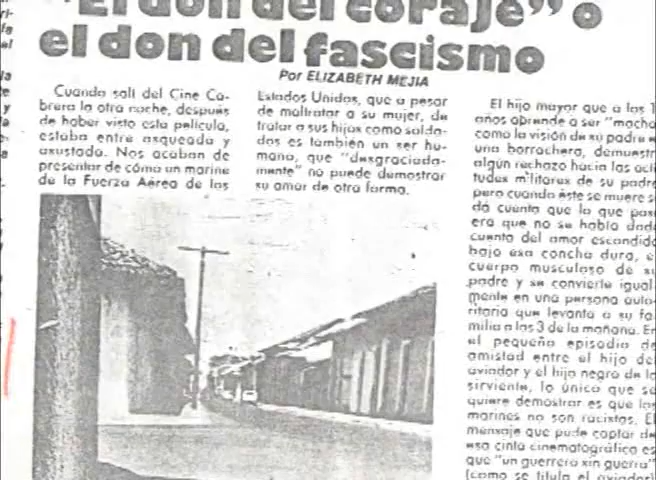 "El don del coraje" o
el don del fascismo
Por ELIZABETH MEJIA
Cuando salí del Cine Ca-
brera la otra noche, después
de haber visto esta película,
estaba entre asqueada y
asustada. Nos acaban de
presentar de cómo un marine
de la Fuerza Aérea de los
Estados Unidos, que a pesar
de maltratar a su mujer, de
tratar a sus hijos como solda-
dos es también un ser hu-
mano, que "desgraciada-
mente" no puede demostrar
su amor de otra forma.
El hijo mayor que a los 1
años aprende a ser "macho
como la visión de su padre e
una borrachera, demuestr
algún rechazo hacia las acti
tudes militares de su padre
pero cuando éste se muere s
dá cuenta que lo que pas
era que no se había dad
cuenta del amor escondido
bajo esa concha dura, e
cuerpo musculoso de su
padre y se convierte igual
mente en una persona auto
ritaria que levanta a su fa
milia a las 3 de la mañana. En
el pequeño episodio de
amistad entre el hijo de
aviador y el hijo negro de la
sirviente, lo único que se
quiere demostrar es que los
marines no son racistas. El
mensaje que pude captar de
esa cinta cinematográfica es
que "un guerrero sin guerra"
(como se titula el aviador)